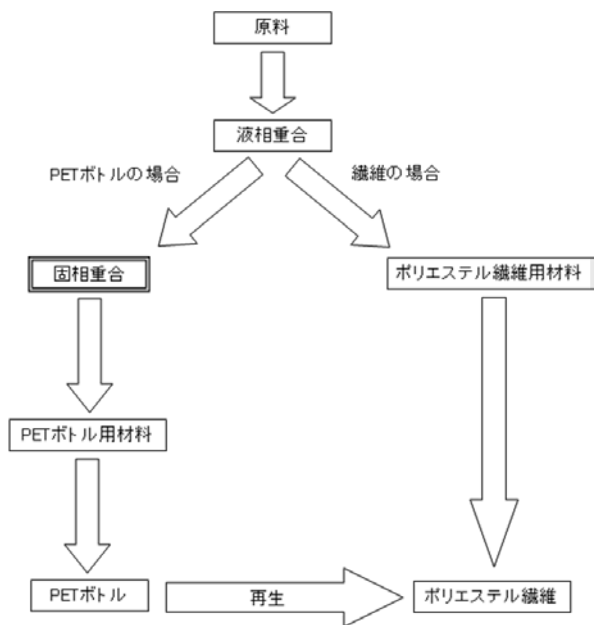 原料
液相重合
PETボトルの場合
繊維の場合
固相重合
ポリエステル繊維用材料
PETボトル用材料
PETボトル
再生
ポリエステル繊維